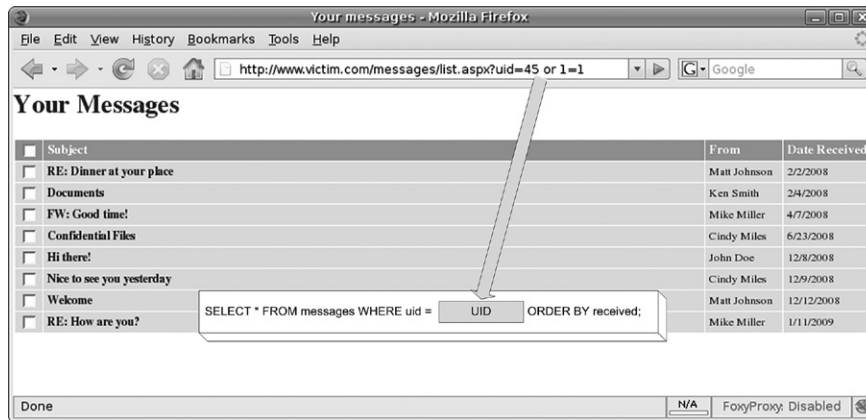 Your messages - Mozilla Firefox
File Edit View History Bookmarks Tools Help
http://www.victim.com/messages/list.aspx?uid=45 or 1=1
G Google
Your Messages
Subject From Date Received
RE: Dinner at your place Matt Johnson 2/2/2008
Documents Ken Smith 2/4/2008
FW: Good time! Mike Miller 4/7/2008
Confidential Files Cindy Miles 6/23/2008
Hi there! John Doe 12/8/2008
Nice to see you yesterday Cindy Miles 12/9/2008
Welcome Matt Johnson 12/12/2008
RE: How are you? Mike Miller 1/11/2009
SELECT * FROM messages WHERE uid = UID ORDER BY received;
Done N/A FoxyProxy: Disabled